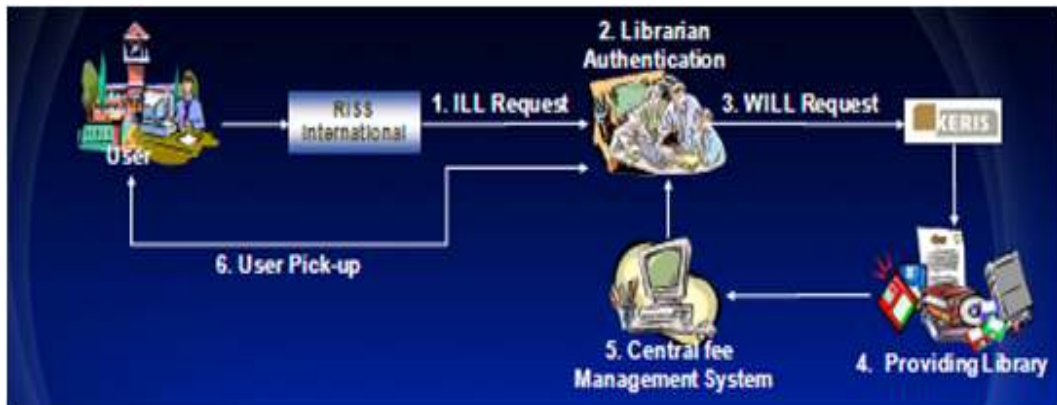 User
RISS
International
1. ILL Request
2. Librarian
Authentication
3. WILL Request
KERIS
4. Providing Library
5. Central fee
Management System
6. User Pick-up